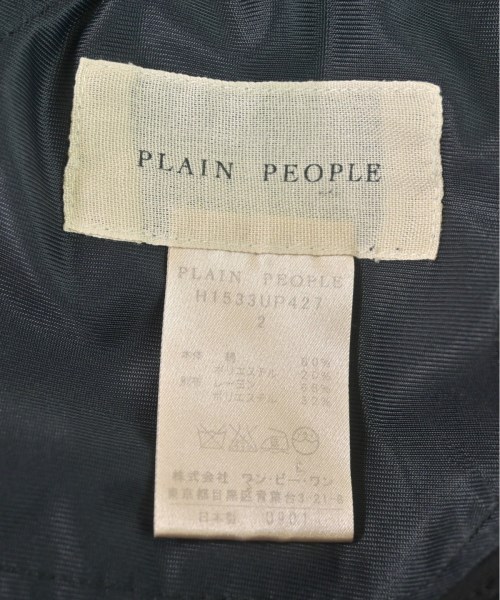 PLAIN PEOPLE
PLAIN PEOPLE
H1533UP427
2
本体 綿 80%
ポリエステル 20%
別布 レーヨン 68%
ポリエステル 32%
株式会社 ワン・ピー・ワン
東京都目黒区青葉台3-21-8
日本製 0901